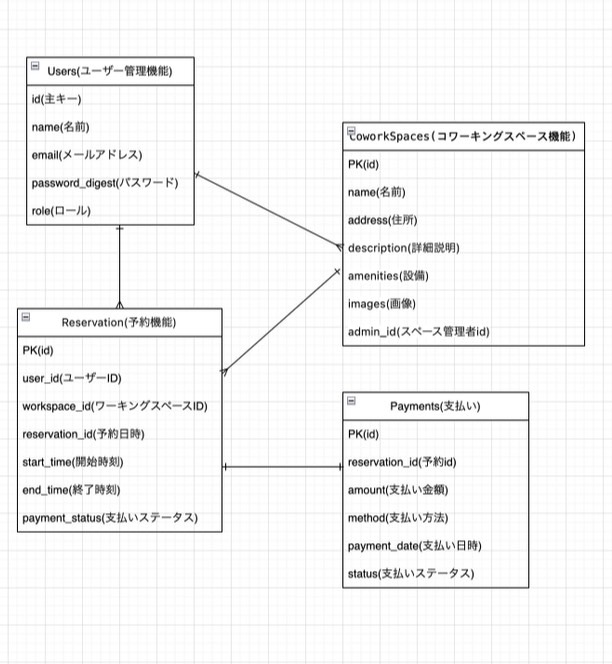 Users(ユーザー管理機能)
id(主キー)
name(名前)
email(メールアドレス)
password_digest(パスワード)
role(ロール)
CoworkSpaces(コワーキングスペース機能)
PK(id)
name(名前)
address(住所)
description(詳細説明)
amenities(設備)
images(画像)
admin_id(スペース管理者id)
Reservation(予約機能)
PK(id)
user_id(ユーザーID)
workspace_id(ワーキングスペースID)
reservation_id(予約日時)
start_time(開始時刻)
end_time(終了時刻)
payment_status(支払いステータス)
Payments(支払い)
PK(id)
reservation_id(予約id)
amount(支払い金額)
method(支払い方法)
payment_date(支払い日時)
status(支払いステータス)